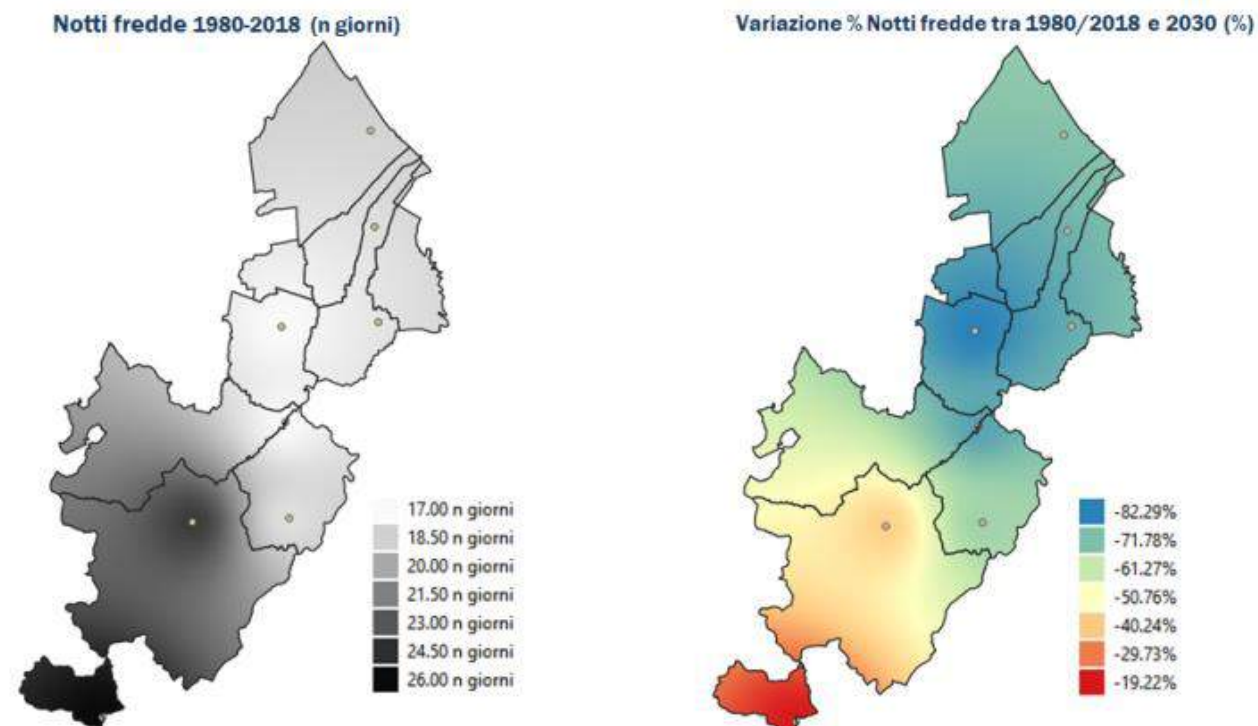 Notti fredde 1980-2018 (n giorni)
Variazione % Notti fredde tra 1980/2018 e 2030 (%)
17.00 n giorni
18.50 n giorni
20.00 n giorni
21.50 n giorni
23.00 n giorni
24.50 n giorni
26.00 n giorni
-82.29%
-71.78%
-61.27%
-50.76%
-40.24%
-29.73%
-19.22%